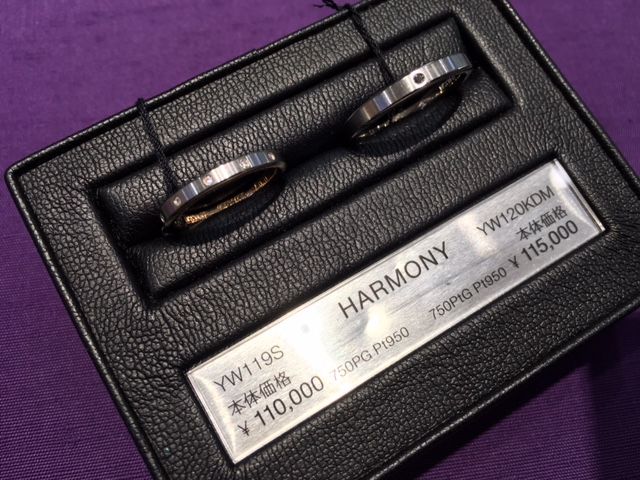 HARMONY
YW119S
本体価格
¥ 110,000
750PG.Pt950
YW120KDM
本体価格
¥ 115,000
750PtG Pt950